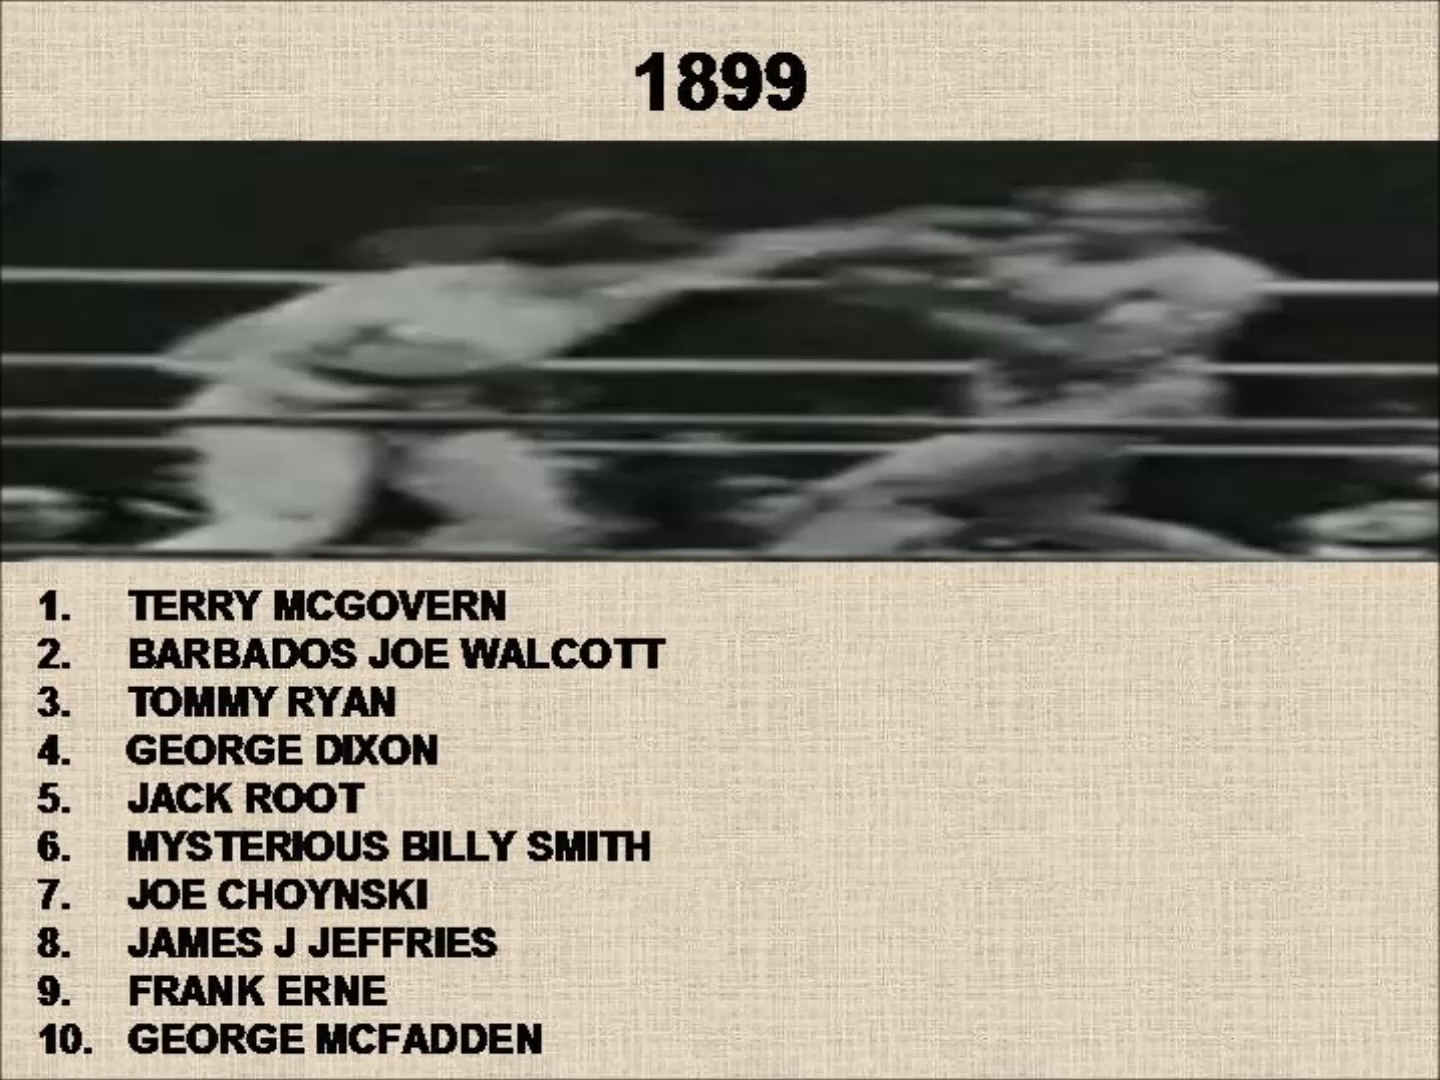 1899
1. TERRY MCGOVERN
2. BARBADOS JOE WALCOTT
3. TOMMY RYAN
4. GEORGE DIXON
5. JACK ROOT
6. MYSTERIOUS BILLY SMITH
7. JOE CHOYNSKI
8. JAMES J JEFFRIES
9. FRANK ERNE
10. GEORGE MCFADDEN